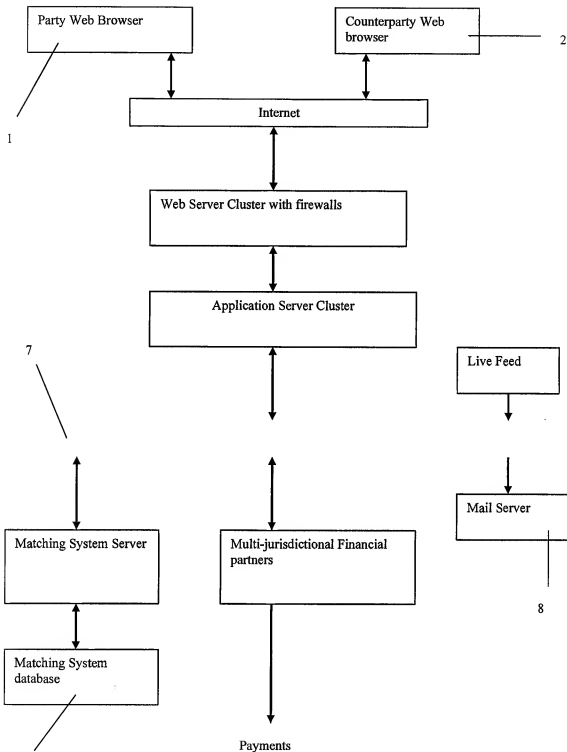 Party Web Browser
Counterparty Web
browser
2
1
Internet
Web Server Cluster with firewalls
Application Server Cluster
7
Live Feed
Matching System Server
Multi-jurisdictional Financial
partners
Mail Server
8
Matching System
database
Payments